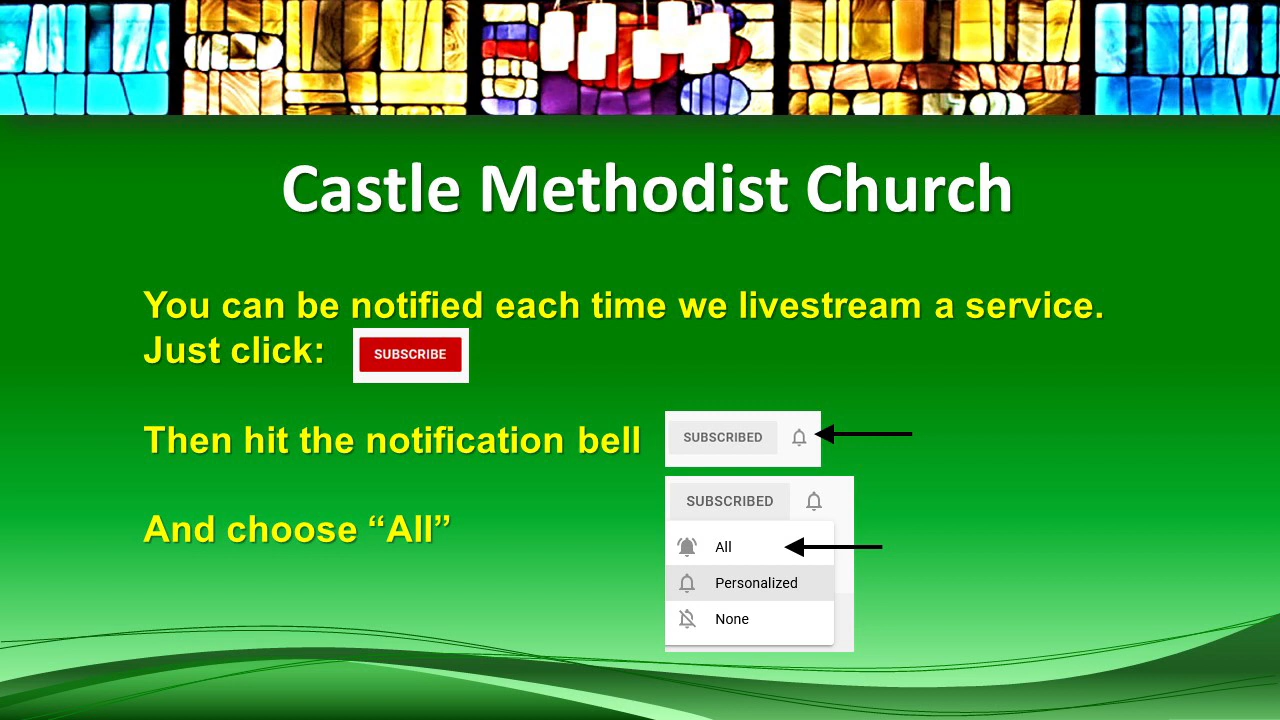 Castle Methodist Church
You can be notified each time we livestream a service.
Just click: SUBSCRIBE
Then hit the notification bell SUBSCRIBED
And choose “All” SUBSCRIBED
All
Personalized
None